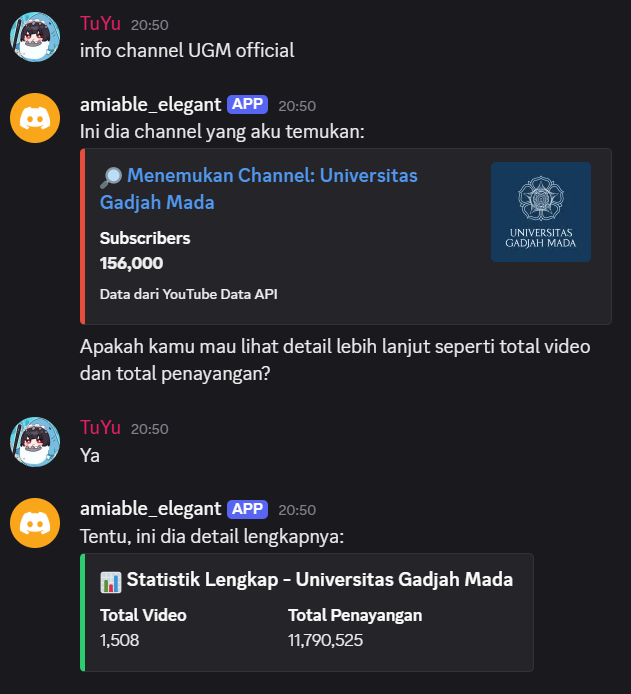 TuYu 20:50
info channel UGM official
amiable_elegant APP 20:50
Ini dia channel yang aku temukan:
Menemukan Channel: Universitas
Gadjah Mada
UNIVERSITAS
GADJAH MADA
Subscribers
156,000
Data dari YouTube Data API
Apakah kamu mau lihat detail lebih lanjut seperti total video
dan total penayangan?
TuYu 20:50
Ya
amiable_elegant APP 20:50
Tentu, ini dia detail lengkapnya:
Statistik Lengkap - Universitas Gadjah Mada
Total Video Total Penayangan
1,508 11,790,525